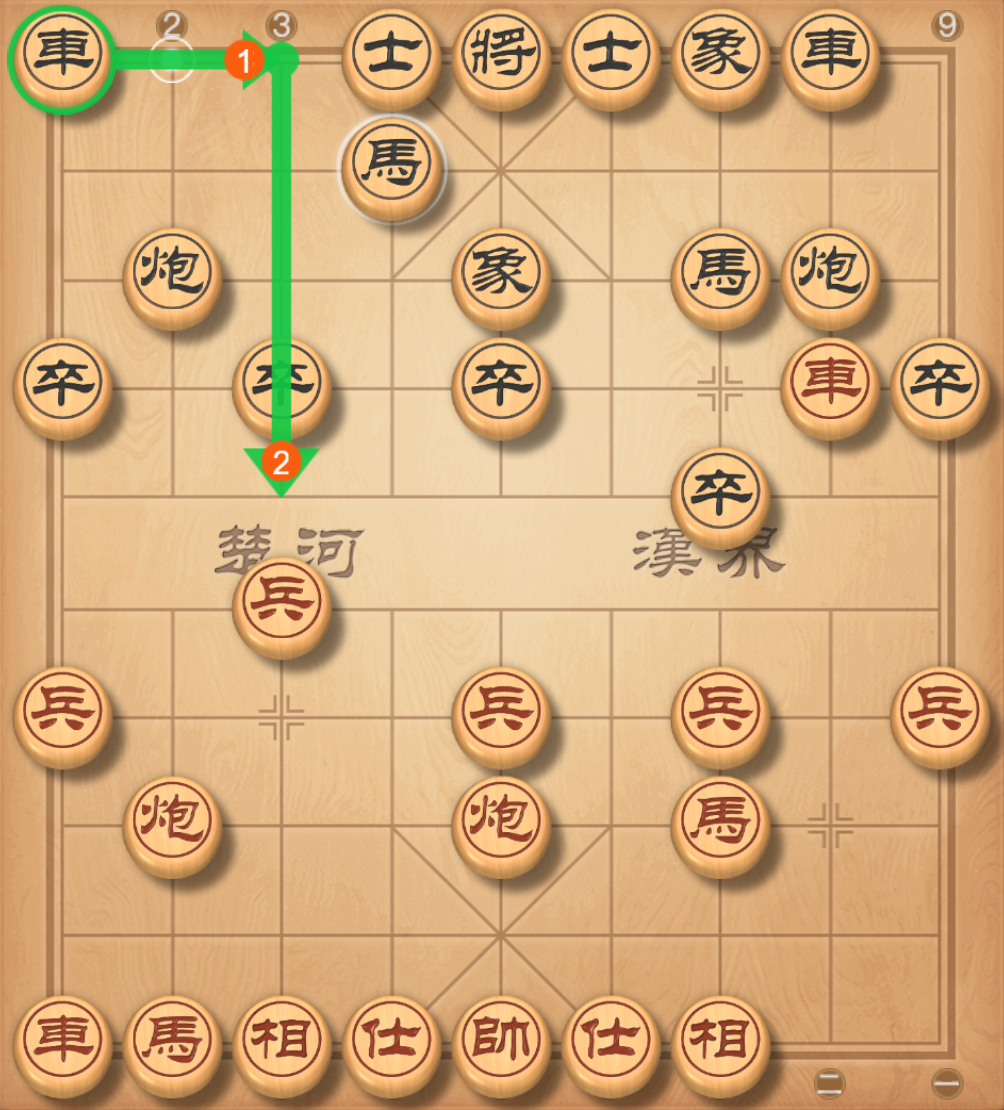 2 3 9
車 1 士 將 士 象 車
馬
炮 象 馬 炮
卒 卒 卒 車 卒
2 卒
楚河 漢界
兵
兵 兵 兵 兵
炮 炮 馬
車 馬 相 仕 帥 仕 相
二 一